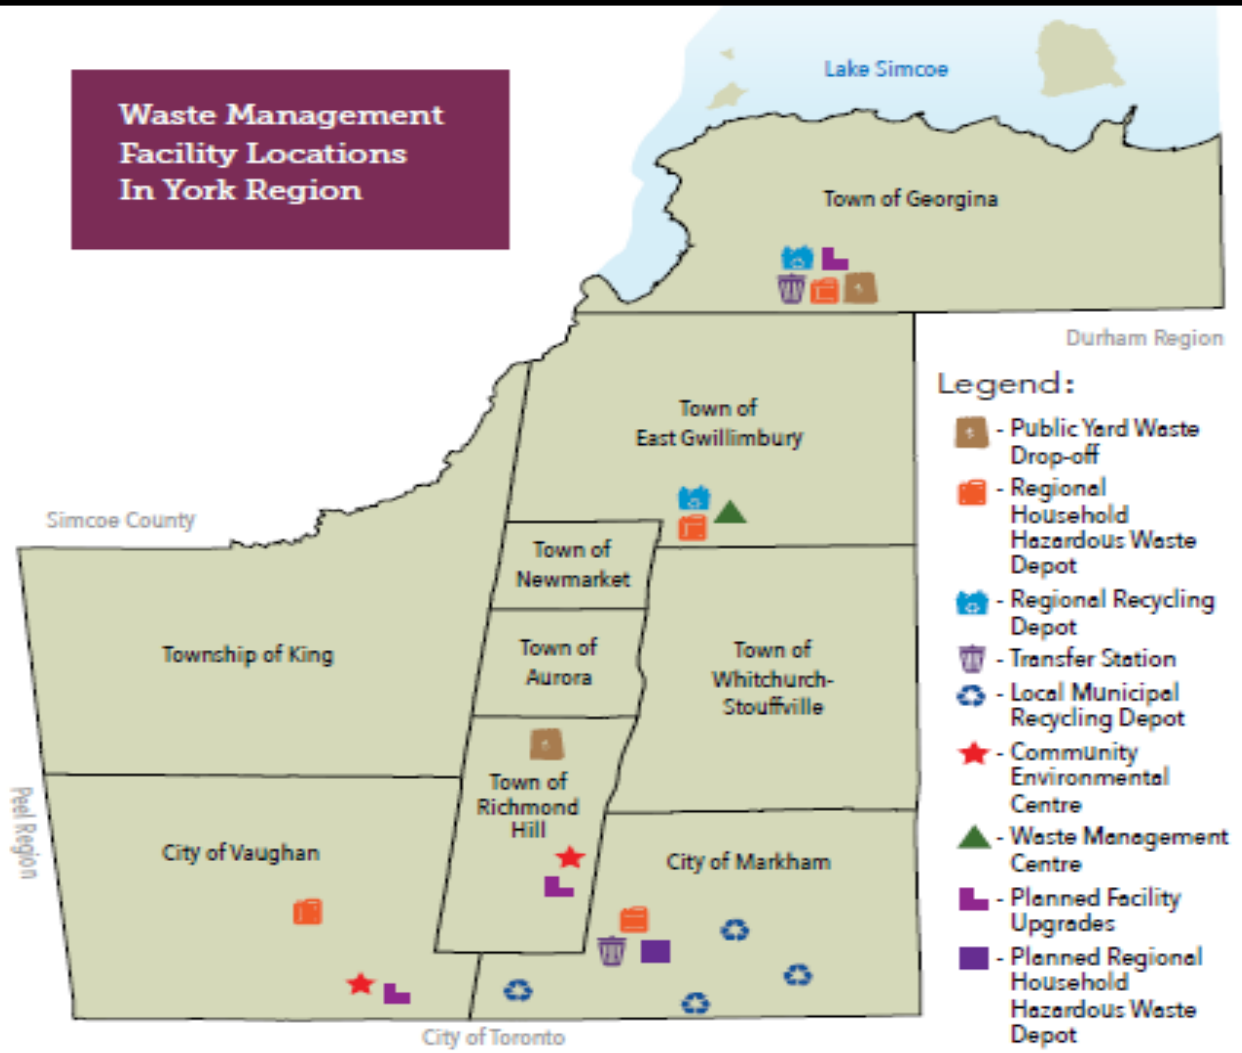 Waste Management
Facility Locations
In York Region
Lake Simcoe
Town of Georgina
Durham Region
Town of
East Gwillimbury
Simcoe County
Town of
Newmarket
Township of King
Town of
Aurora
Town of
Whitchurch-
Stouffville
Town of
Richmond
Hill
Peel Region
City of Vaughan
City of Markham
City of Toronto
Legend:
- Public Yard Waste
Drop-off
- Regional
Household
Hazardous Waste
Depot
- Regional Recycling
Depot
- Transfer Station
- Local Municipal
Recycling Depot
- Community
Environmental
Centre
- Waste Management
Centre
- Planned Facility
Upgrades
- Planned Regional
Household
Hazardous Waste
Depot